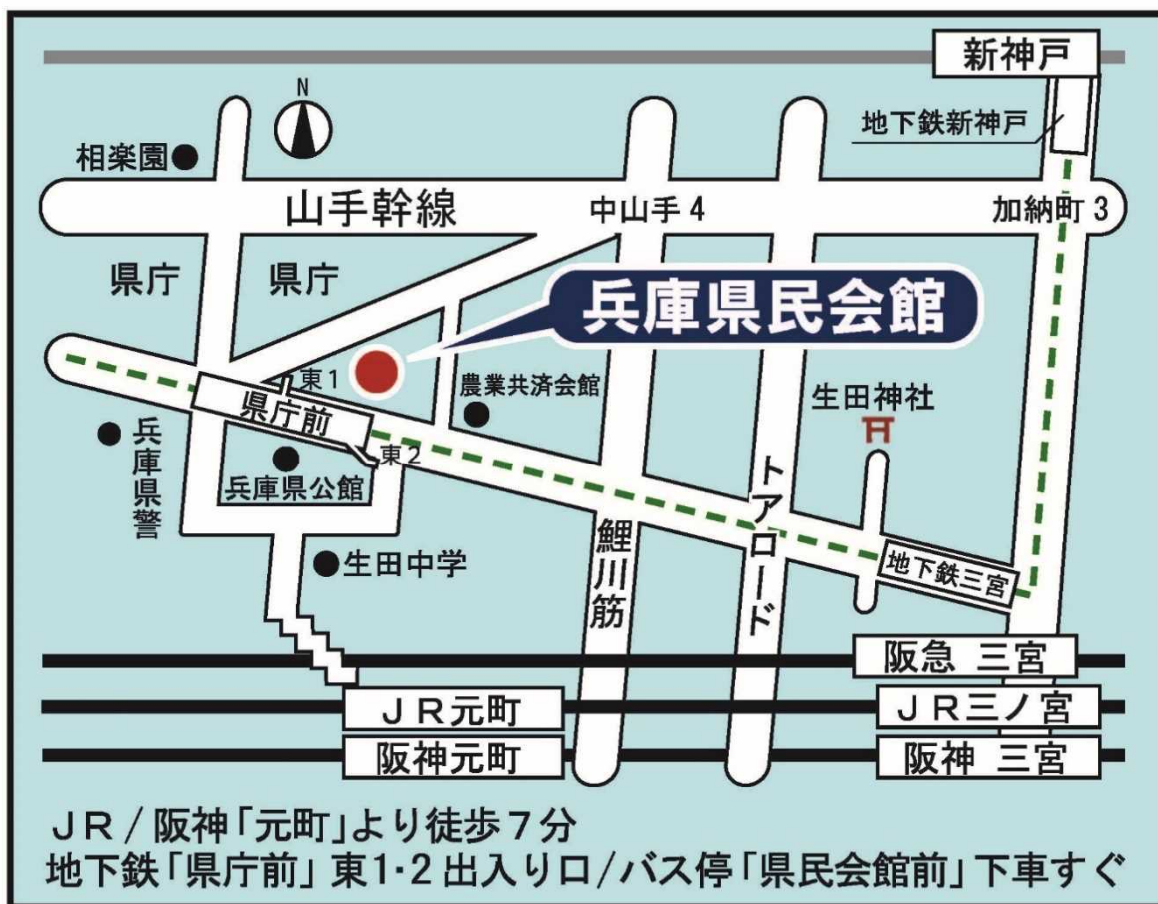 新神戸
N
地下鉄新神戸
相楽園
山手幹線
中山手4
加納町3
県庁
県庁
兵庫県民会館
東1
農業共済会館
生田神社
県庁前
東2
兵庫県警
兵庫県公館
トアロード
鯉川筋
生田中学
地下鉄三宮
阪急 三宮
JR元町
JR三ノ宮
阪神元町
阪神 三宮
JR/阪神「元町」より徒歩7分
地下鉄「県庁前」東1・2出入り口/バス停「県民会館前」下車すぐ